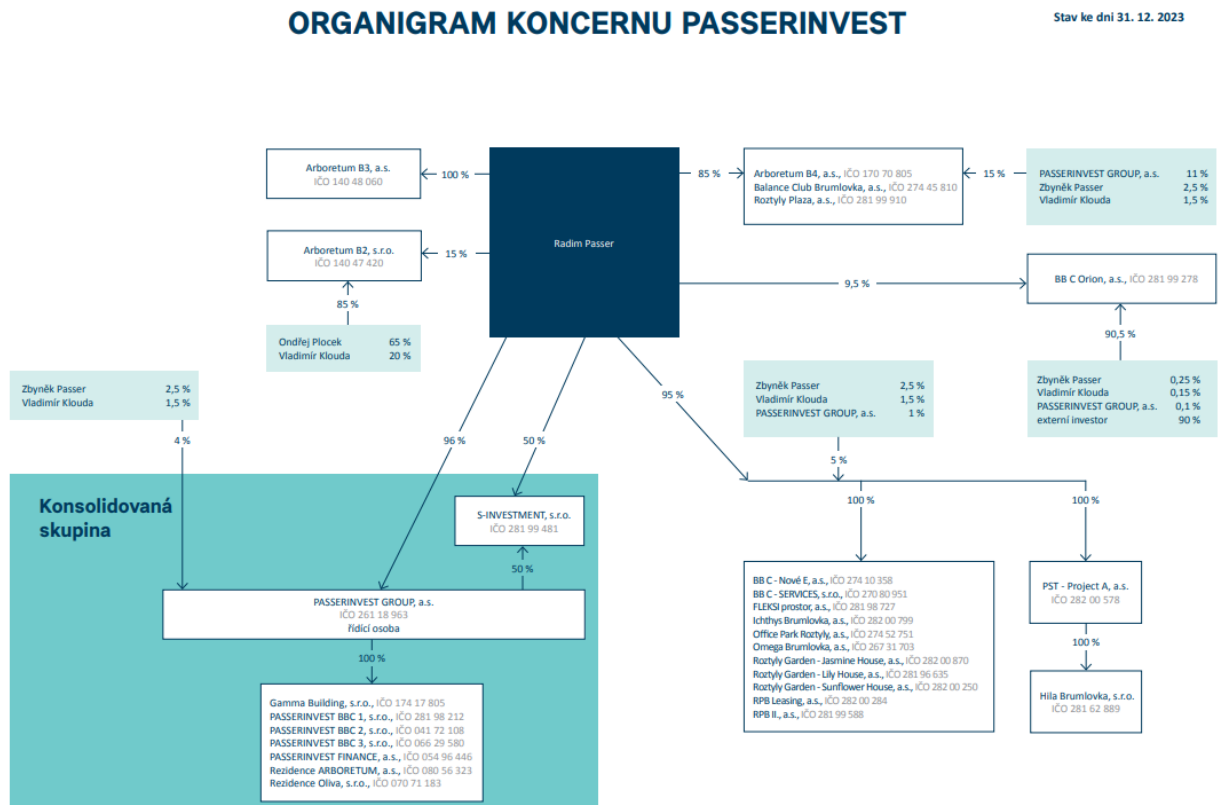 ORGANIGRAM KONCERNU PASSERINVEST
Stav ke dni 31. 12. 2023
Arboretum B3, a.s.
IČO 140 48 060
100 %
Radim Passer
85 %
Arboretum B4, a.s., IČO 170 70 805
Balance Club Brumlovka, a.s., IČO 274 45 810
Roztyly Plaza, a.s., IČO 281 99 910
15 %
PASSERINVEST GROUP, a.s. 11 %
Zbyněk Passer 2,5 %
Vladimír Klouda 1,5 %
Arboretum B2, s.r.o.
IČO 140 47 420
15 %
85 %
Ondřej Plocek 65 %
Vladimír Klouda 20 %
9,5 %
BB C Orion, a.s., IČO 281 99 278
90,5 %
Zbyněk Passer 0,25 %
Vladimír Klouda 0,15 %
PASSERINVEST GROUP, a.s. 0,1 %
externí investor 90 %
Zbyněk Passer 2,5 %
Vladimír Klouda 1,5 %
4 %
96 %
50 %
95 %
Zbyněk Passer 2,5 %
Vladimír Klouda 1,5 %
PASSERINVEST GROUP, a.s. 1 %
5 %
100 %
100 %
Konsolidovaná
skupina
S-INVESTMENT, s.r.o.
IČO 281 99 481
50 %
PASSERINVEST GROUP, a.s.
IČO 261 18 963
řídící osoba
100 %
Gamma Building, s.r.o., IČO 174 17 805
PASSERINVEST BBC 1, s.r.o., IČO 281 98 212
PASSERINVEST BBC 2, s.r.o., IČO 041 72 108
PASSERINVEST BBC 3, s.r.o., IČO 066 29 580
PASSERINVEST FINANCE, a.s., IČO 054 96 446
Rezidence ARBORETUM, a.s., IČO 080 56 323
Rezidence Oliva, s.r.o., IČO 070 71 183
BB C - Nové E, a.s., IČO 274 10 358
BB C - SERVICES, s.r.o., IČO 270 80 951
FLEKSI prostor, a.s., IČO 281 98 727
Ichthys Brumlovka, a.s., IČO 282 00 799
Office Park Roztyly, a.s., IČO 274 52 751
Omega Brumlovka, a.s., IČO 267 31 703
Roztyly Garden - Jasmine House, a.s., IČO 282 00 870
Roztyly Garden - Lily House, a.s., IČO 281 96 635
Roztyly Garden - Sunflower House, a.s., IČO 282 00 250
RPB Leasing, a.s., IČO 282 00 284
RPB II., a.s., IČO 281 99 588
PST - Project A, a.s.
IČO 282 00 578
100 %
Hila Brumlovka, s.r.o.
IČO 281 62 889